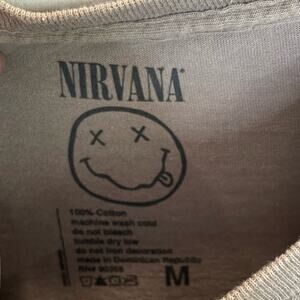 NIRVANA
100% Cotton
machine wash cold
do not bleach
tumble dry low
do not iron decoration
made in Dominican Republic
M